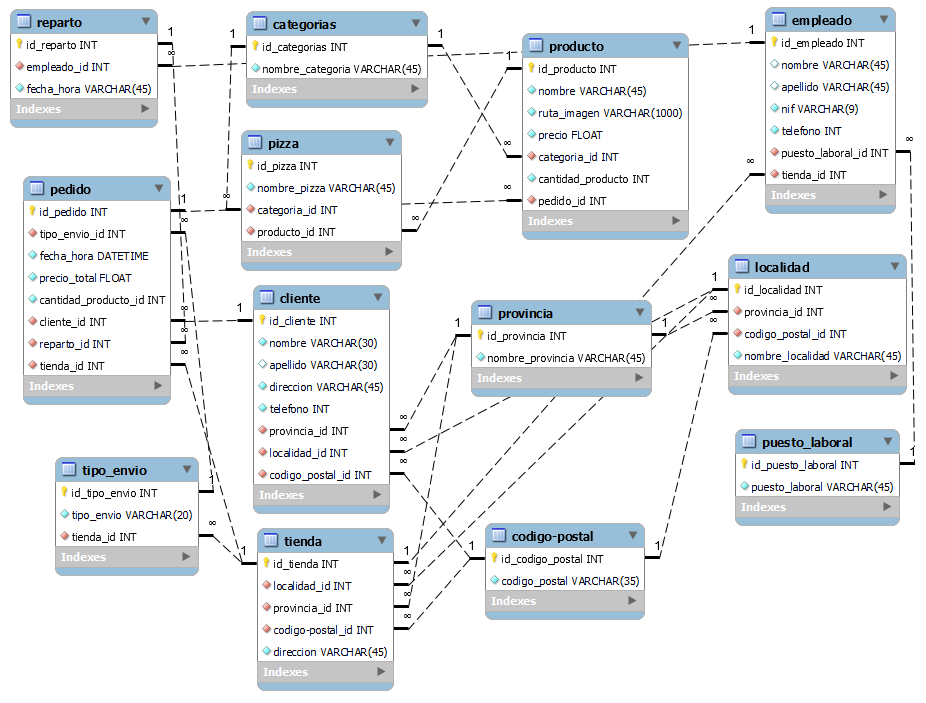 reparto
id_reparto INT
empleado_id INT
fecha_hora VARCHAR(45)
Indexes
categorias
id_categorias INT
nombre_categoria VARCHAR(45)
Indexes
producto
id_producto INT
nombre VARCHAR(45)
ruta_imagen VARCHAR(1000)
precio FLOAT
categoria_id INT
cantidad_producto INT
pedido_id INT
Indexes
empleado
id_empleado INT
nombre VARCHAR(45)
apellido VARCHAR(45)
nif VARCHAR(9)
telefono INT
puesto_laboral_id INT
tienda_id INT
Indexes
pizza
id_pizza INT
nombre_pizza VARCHAR(45)
categoria_id INT
producto_id INT
Indexes
pedido
id_pedido INT
tipo_envio_id INT
fecha_hora DATETIME
precio_total FLOAT
cantidad_producto_id INT
cliente_id INT
reparto_id INT
tienda_id INT
Indexes
cliente
id_cliente INT
nombre VARCHAR(30)
apellido VARCHAR(30)
direccion VARCHAR(45)
telefono INT
provincia_id INT
localidad_id INT
codigo_postal_id INT
Indexes
provincia
id_provincia INT
nombre_provincia VARCHAR(45)
Indexes
localidad
id_localidad INT
provincia_id INT
codigo_postal_id INT
nombre_localidad VARCHAR(45)
Indexes
puesto_laboral
id_puesto_laboral INT
puesto_laboral VARCHAR(45)
Indexes
tipo_envio
id_tipo_envio INT
tipo_envio VARCHAR(20)
tienda_id INT
Indexes
tienda
id_tienda INT
localidad_id INT
provincia_id INT
codigo-postal_id INT
direccion VARCHAR(45)
Indexes
codigo-postal
id_codigo_postal INT
codigo_postal VARCHAR(35)
Indexes